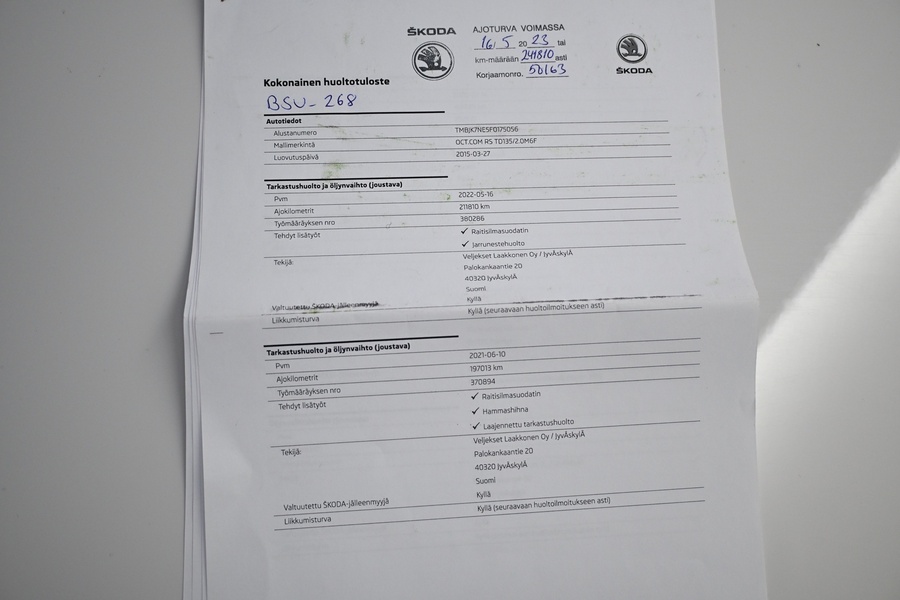 ŠKODA
AJOTURVA VOIMASSA
16/5 2023 tai
km-määrään 241810 asti
Korjaamonro. 50163
ŠKODA
Kokonainen huoltotuloste
BSU-268
Autotiedot
Alustanumero TMBJK7NE5F0175056
Mallimerkintä OCT.COM RS TD135/2.0M6F
Luovutuspäivä 2015-03-27
Tarkastushuolto ja öljynvaihto (joustava)
Pvm 2022-05-16
Ajokilometrit 211810 km
Työmääräyksen nro 380286
Tehdyt lisätyöt ✓ Raitisilmasuodatin
✓ Jarrunestehuolto
Tekijä: Veljekset Laakkonen Oy / JyvÄskylÄ
Palokankaantie 20
40320 JyvÄskylÄ
Suomi
Valtuutettu ŠKODA-jälleenmyyjä Kyllä
Liikkumisturva Kyllä (seuraavaan huoltoilmoitukseen asti)
Tarkastushuolto ja öljynvaihto (joustava)
Pvm 2021-06-10
Ajokilometrit 197013 km
Työmääräyksen nro 370894
Tehdyt lisätyöt ✓ Raitisilmasuodatin
✓ Hammashihna
✓ Laajennettu tarkastushuolto
Tekijä: Veljekset Laakkonen Oy / JyvÄskylÄ
Palokankaantie 20
40320 JyvÄskylÄ
Suomi
Valtuutettu ŠKODA-jälleenmyyjä Kyllä
Liikkumisturva Kyllä (seuraavaan huoltoilmoitukseen asti)